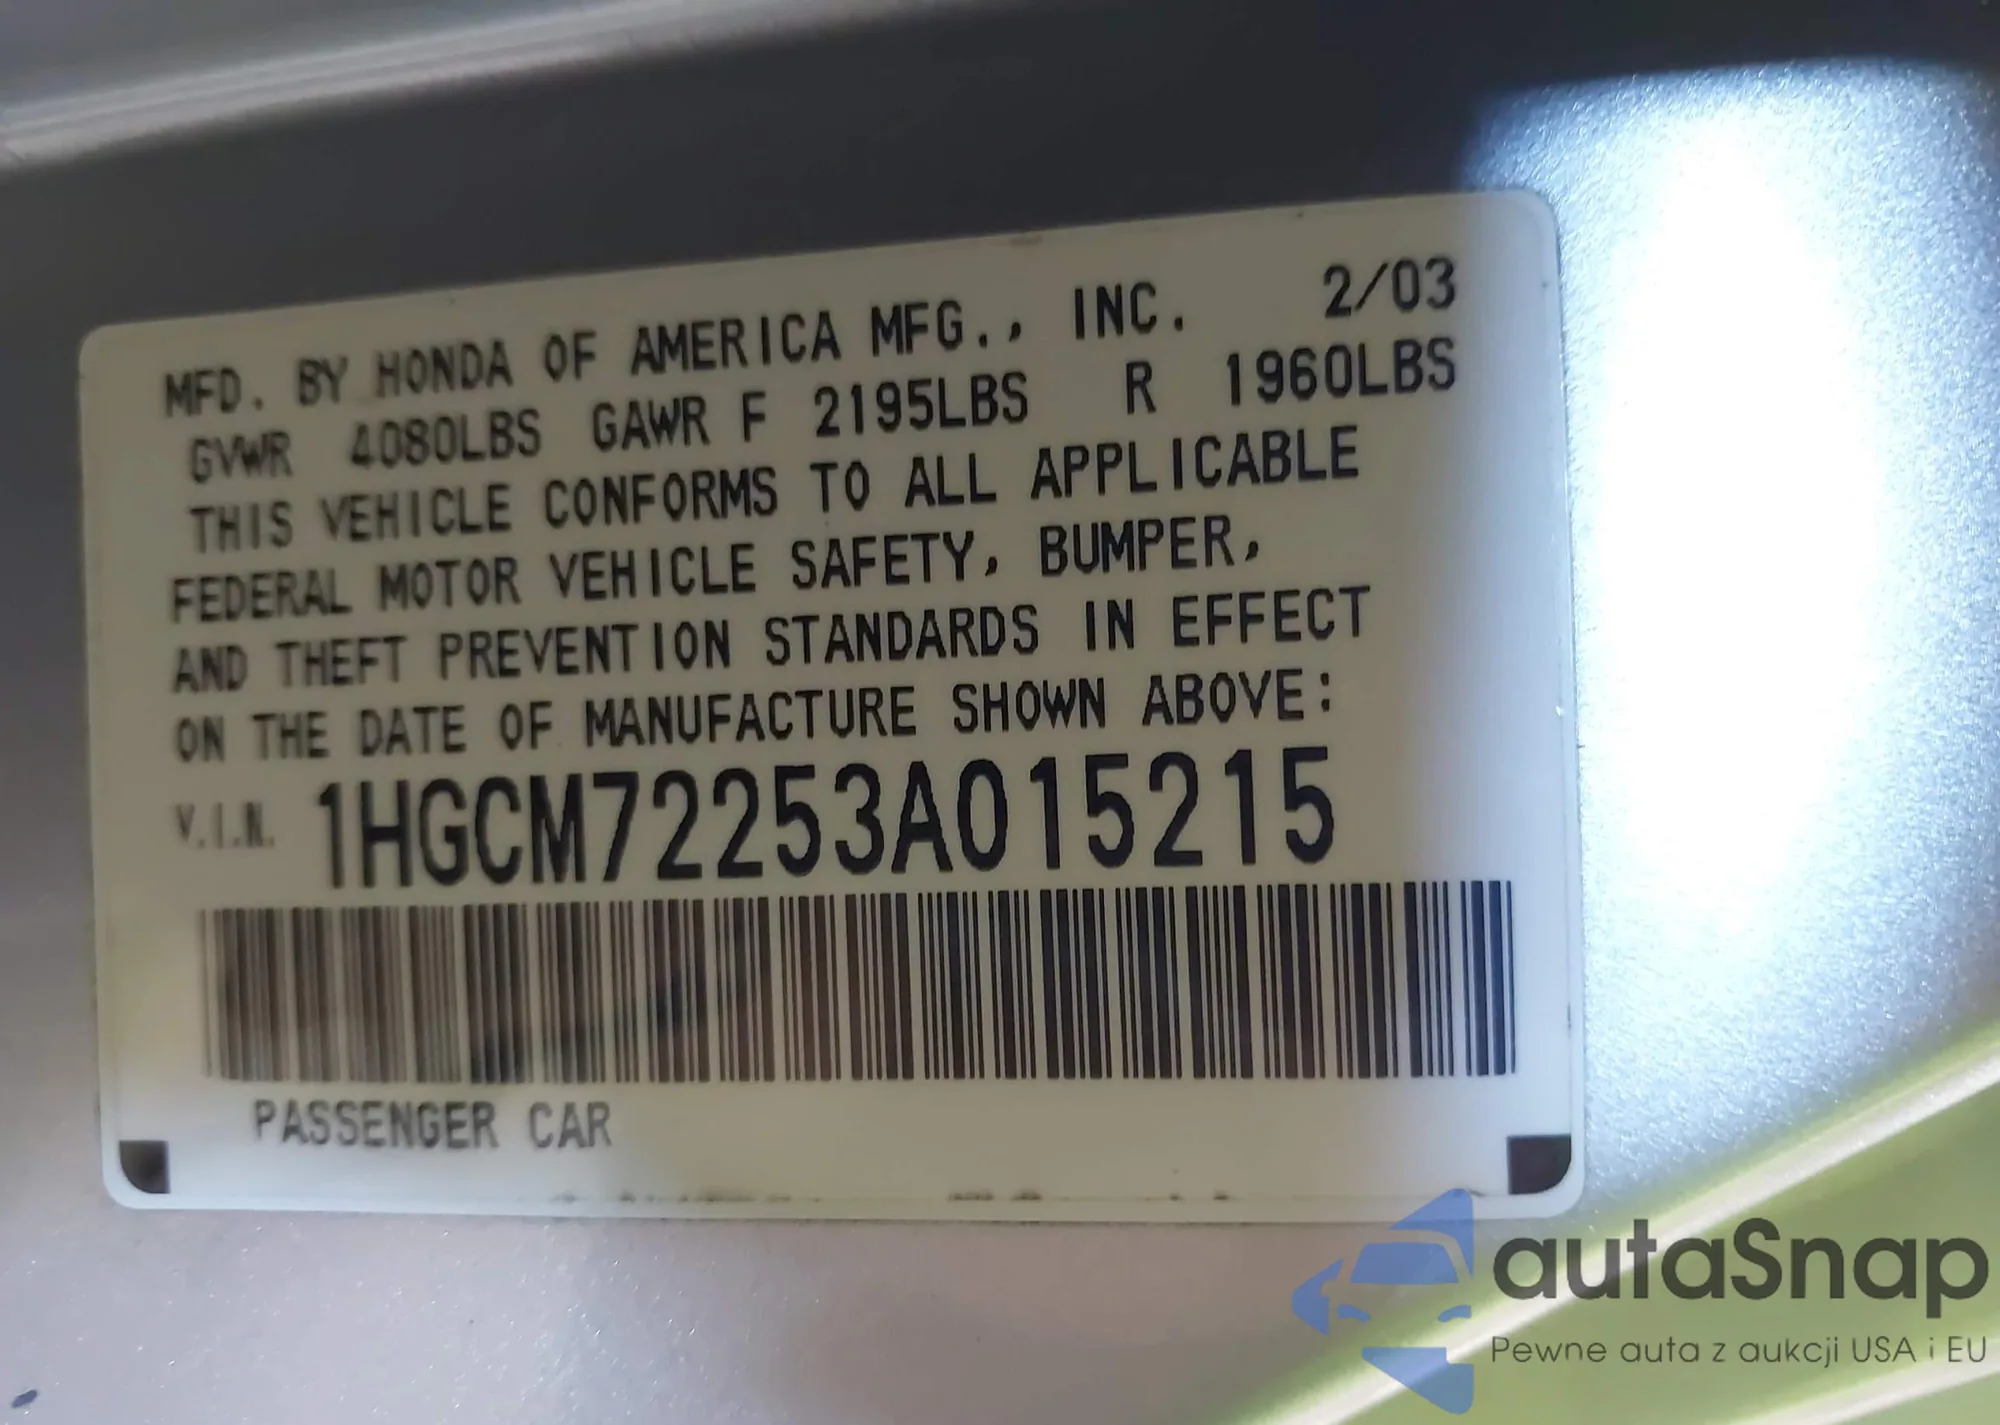 MFD. BY HONDA OF AMERICA MFG., INC. 2/03
GVWR 4080LBS GAWR F 2195LBS R 1960LBS
THIS VEHICLE CONFORMS TO ALL APPLICABLE
FEDERAL MOTOR VEHICLE SAFETY, BUMPER,
AND THEFT PREVENTION STANDARDS IN EFFECT
ON THE DATE OF MANUFACTURE SHOWN ABOVE:
V.I.N. 1HGCM72253A015215
PASSENGER CAR
autaSnap
Pewne auta z aukcji USA i EU